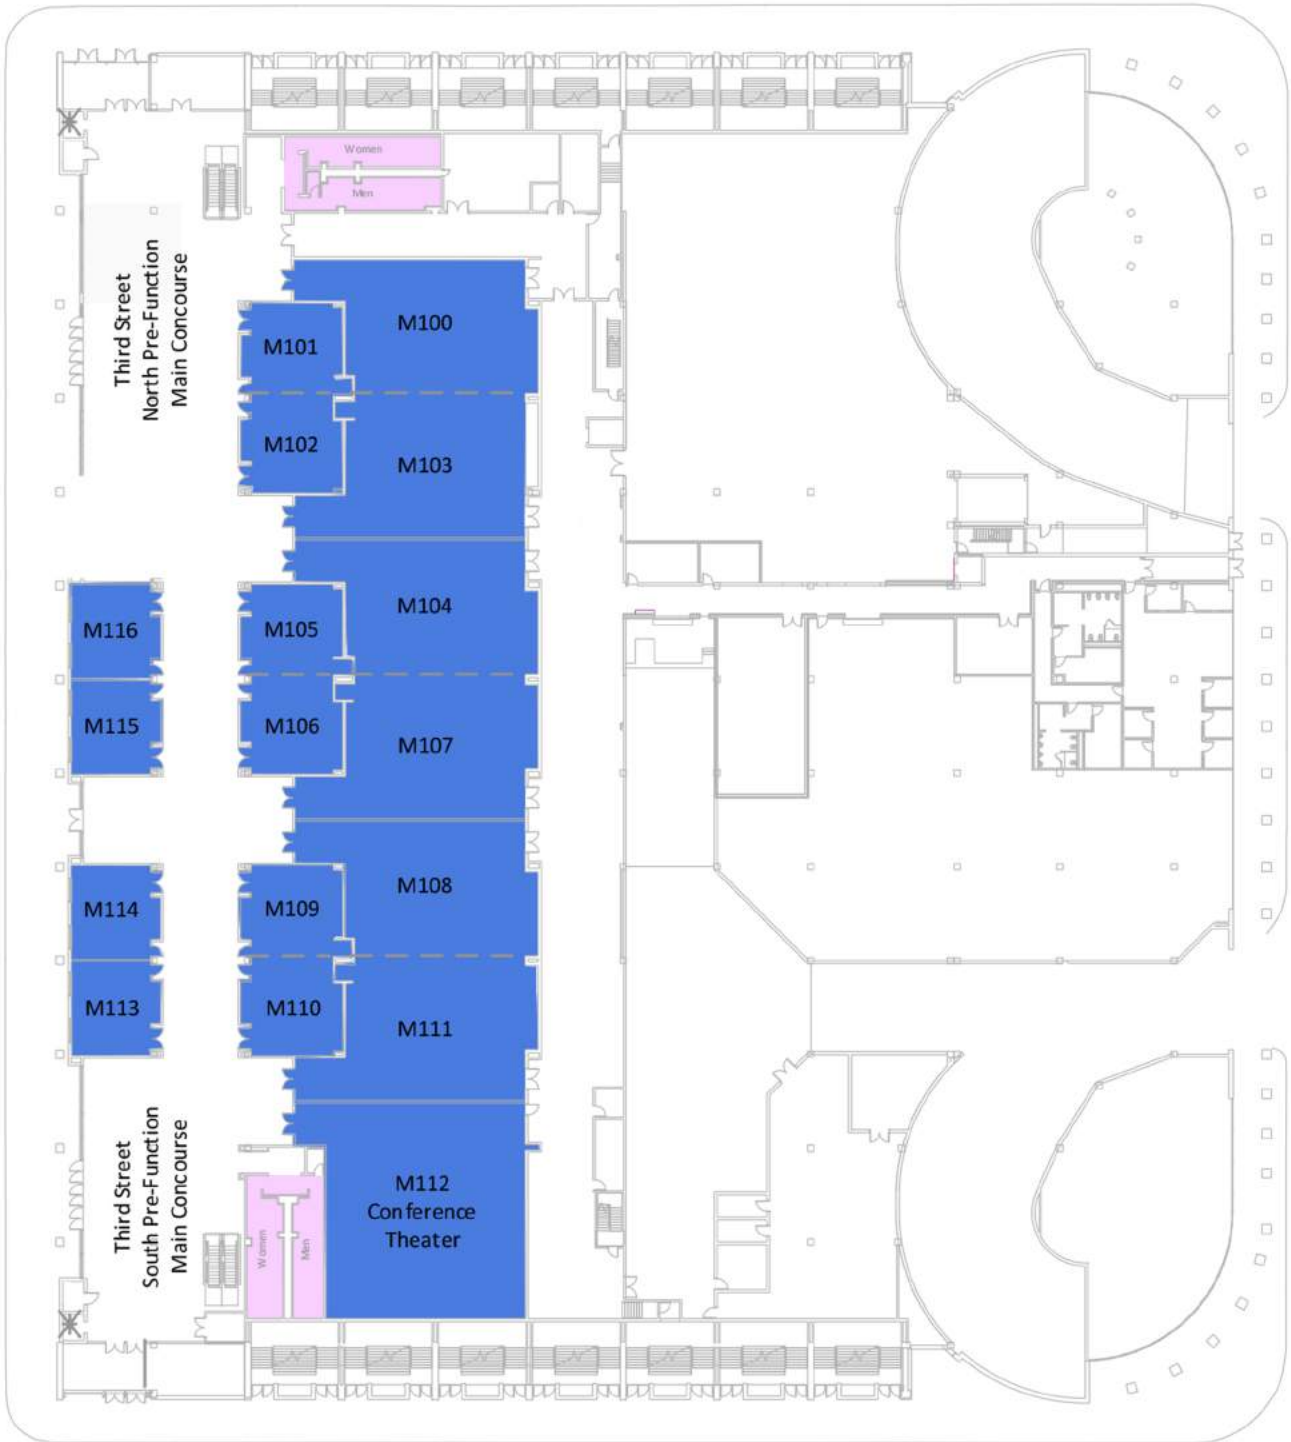 Women
Men
Third Street
North Pre-Function
Main Concourse
M100
M101
M102
M103
M104
M116
M105
M115
M106
M107
M108
M114
M109
M113
M110
M111
Third Street
South Pre-Function
Main Concourse
M112
Conference
Theater
Women
Men